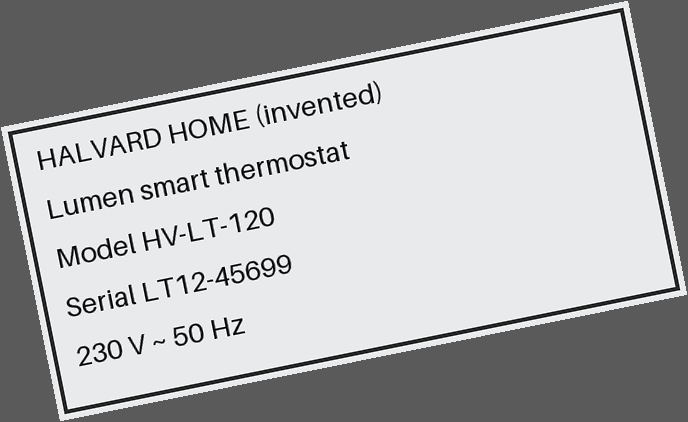 HALVARD HOME (invented)
Lumen smart thermostat
Model HV-LT-120
Serial LT12-45699
230 V ~ 50 Hz